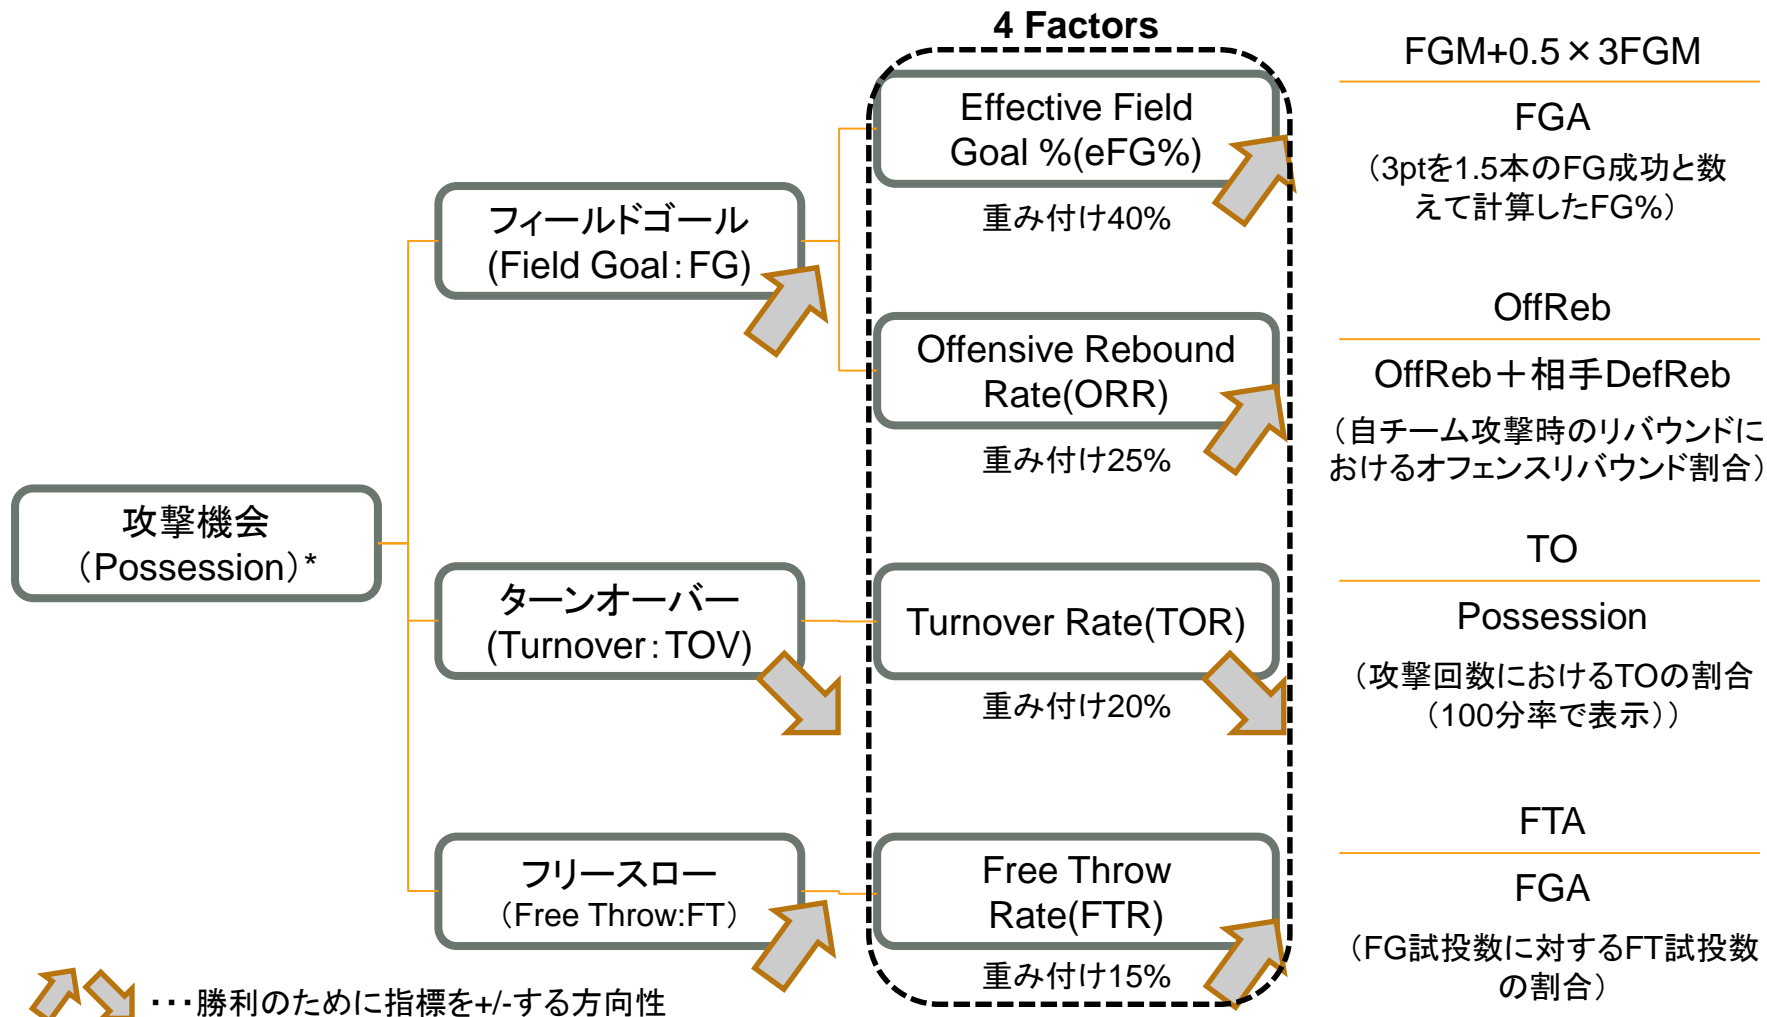 4 Factors
Effective Field
Goal %(eFG%)
重み付け40%
FGM+0.5×3FGM
FGA
（3ptを1.5本のFG成功と数
えて計算したFG%）
フィールドゴール
(Field Goal：FG)
Offensive Rebound
Rate(ORR)
重み付け25%
OffReb
OffReb＋相手DefReb
（自チーム攻撃時のリバウンドに
おけるオフェンスリバウンド割合）
攻撃機会
（Possession）*
ターンオーバー
(Turnover：TOV)
Turnover Rate(TOR)
重み付け20%
TO
Possession
（攻撃回数におけるTOの割合
（100分率で表示））
フリースロー
（Free Throw:FT）
Free Throw
Rate(FTR)
重み付け15%
FTA
FGA
（FG試投数に対するFT試投数
の割合）
・・・勝利のために指標を+/-する方向性